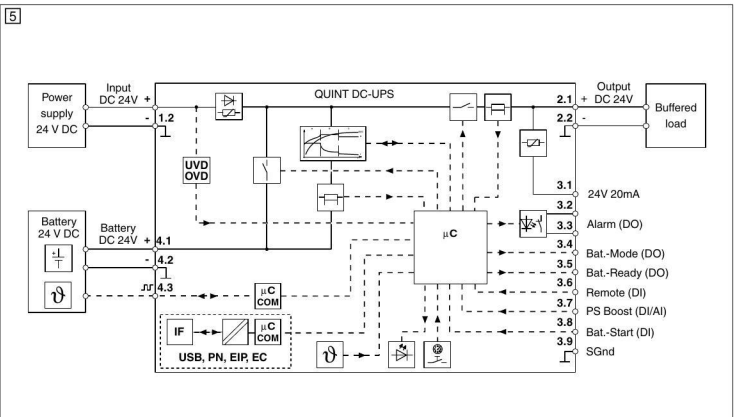 5
QUINT DC-UPS
Power
supply
24 V DC
Input
DC 24V +
- 1.2
UVD
OVD
Battery
24 V DC
Battery
DC 24V + 4.1
- 4.2
4.3
ϑ
µC
COM
IF
µC
COM
USB, PN, EIP, EC
ϑ
µC
Output
2.1 + DC 24V
2.2 -
Buffered
load
3.1 24V 20mA
3.2
3.3 Alarm (DO)
3.4 Bat.-Mode (DO)
3.5 Bat.-Ready (DO)
3.6 Remote (DI)
3.7 PS Boost (DI/AI)
3.8 Bat.-Start (DI)
3.9 SGnd